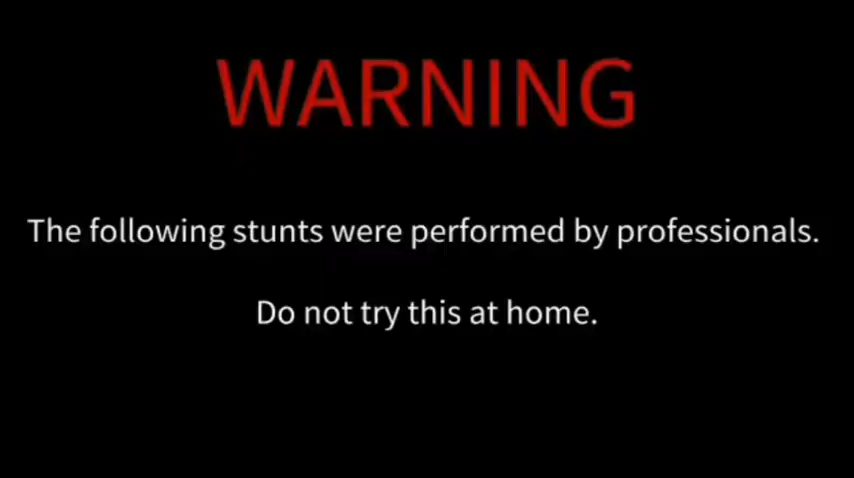 WARNING
The following stunts were performed by professionals.
Do not try this at home.